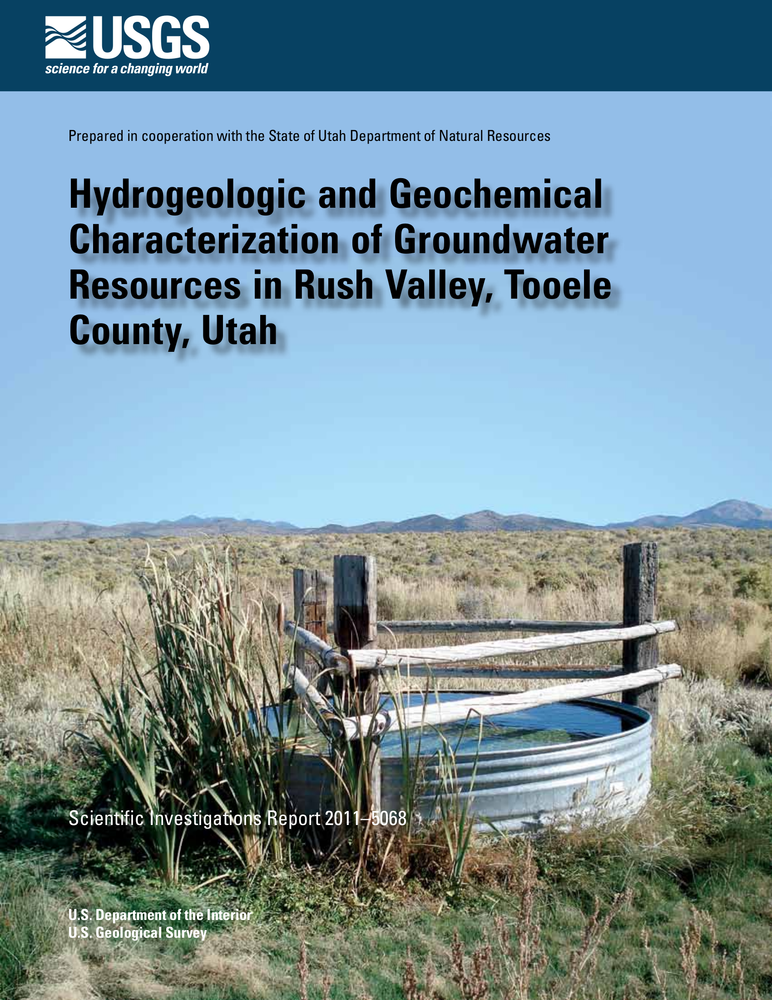 USGS
science for a changing world
Prepared in cooperation with the State of Utah Department of Natural Resources
Hydrogeologic and Geochemical
Characterization of Groundwater
Resources in Rush Valley, Tooele
County, Utah
Scientific Investigations Report 2011–5068
U.S. Department of the Interior
U.S. Geological Survey